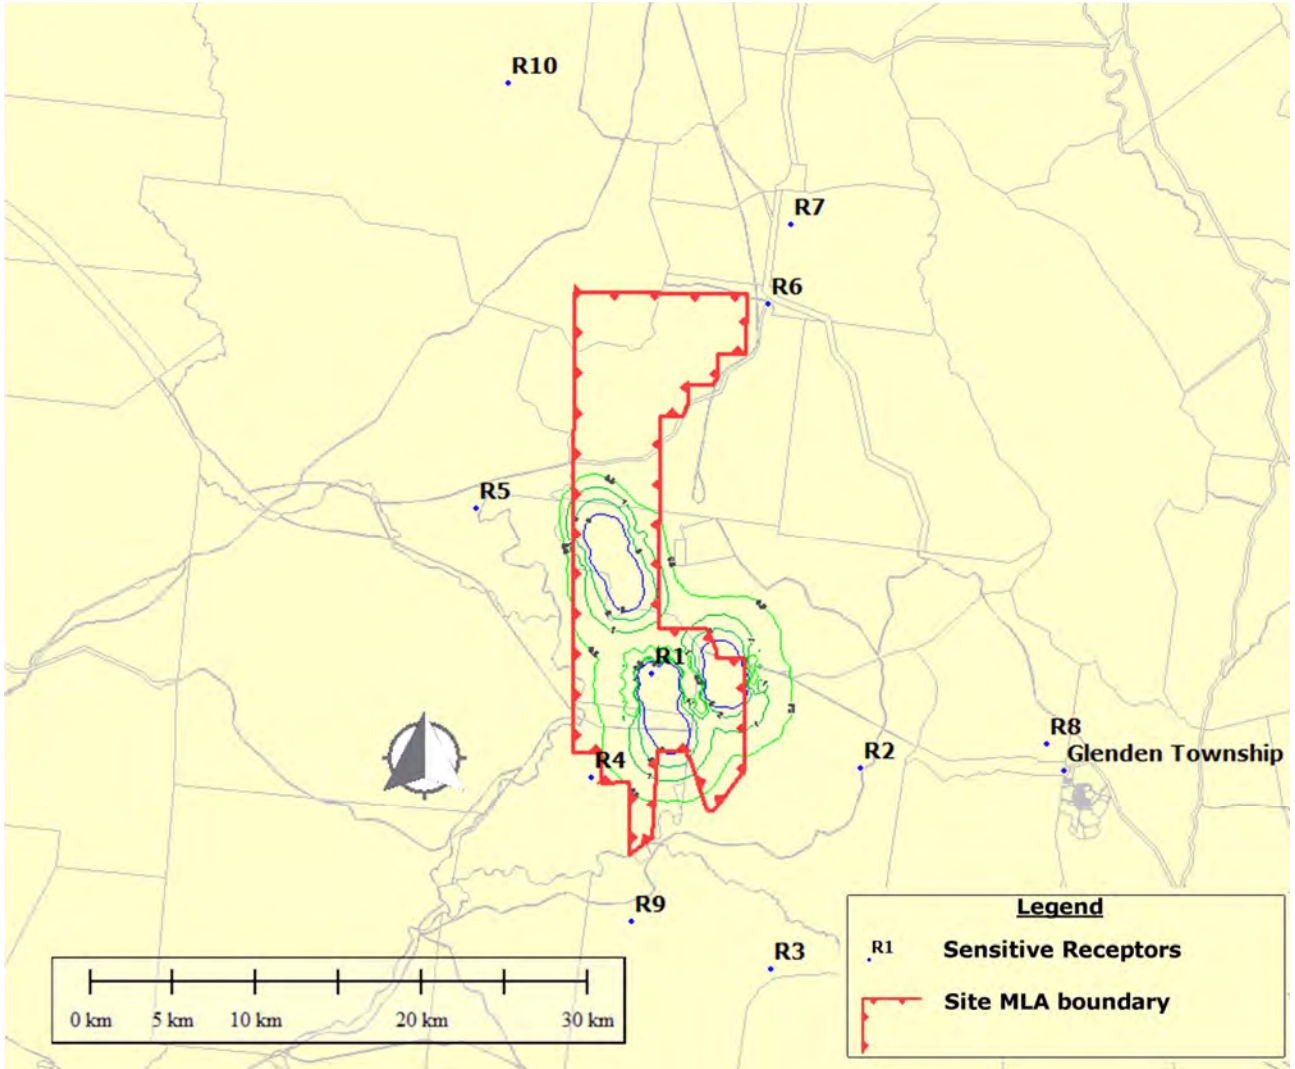 R10
R7
R6
R5
R1
R8
R2
Glenden Township
R4
R9
R3
Legend
R1 Sensitive Receptors
Site MLA boundary
0 km 5 km 10 km 20 km 30 km